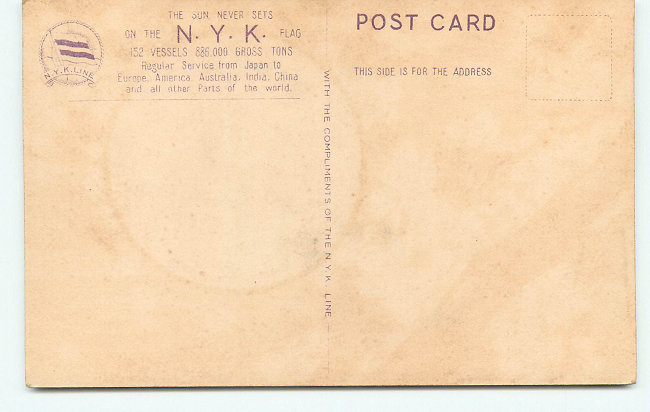 THE SUN NEVER SETS
ON THE N. Y. K. FLAG
152 VESSELS 886,000 GROSS TONS
Regular Service from Japan to
Europe, America, Australia, India, China
and all other Parts of the world.
N.Y.K.LINE
WITH THE COMPLIMENTS OF THE N.Y.K. LINE —
POST CARD
THIS SIDE IS FOR THE ADDRESS